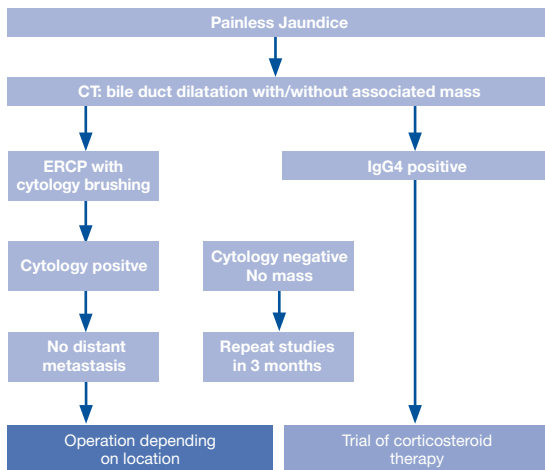 Painless Jaundice
CT: bile duct dilatation with/without associated mass
ERCP with
cytology brushing
IgG4 positive
Cytology positve
Cytology negative
No mass
No distant
metastasis
Repeat studies
in 3 months
Operation depending
on location
Trial of corticosteroid
therapy